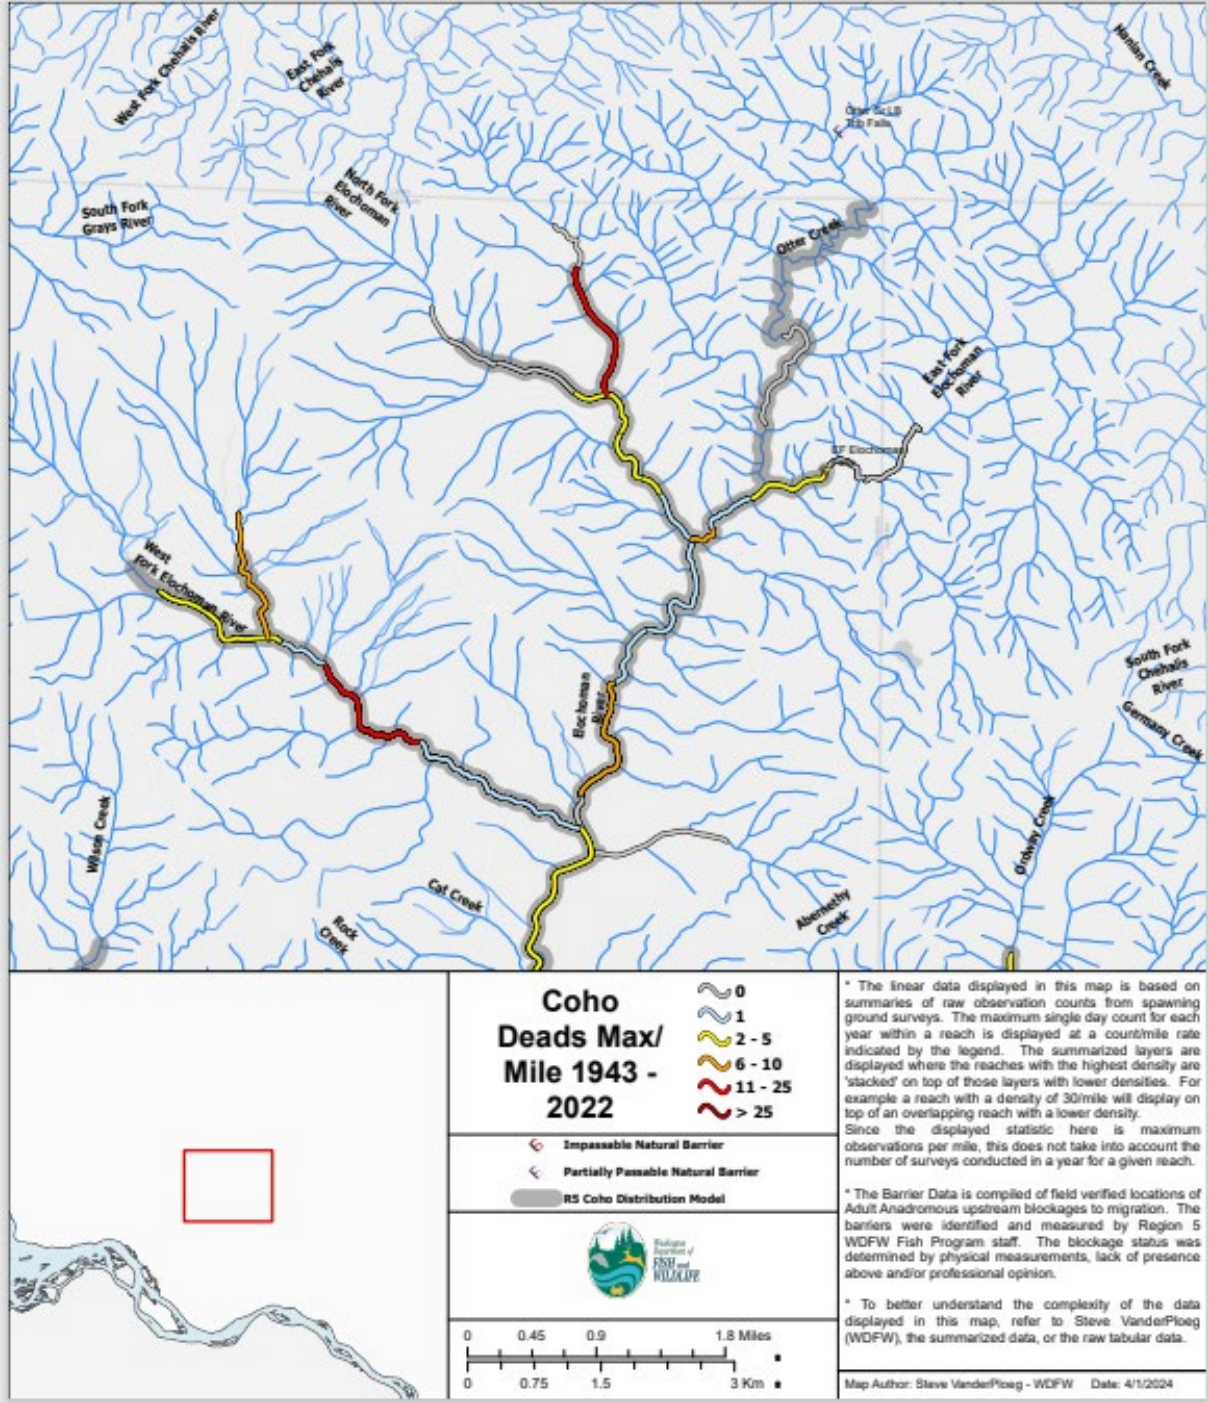 West Fork Chehalis River
East Fork
Chehalis
River
Hanlan Creek
Otter Cr LB
Trib Falls
North Fork
Elochoman
River
South Fork
Grays River
Otter Creek
East Fork
Elochoman
River
EF Elochoman
West
Fork Elochoman River
South Fork
Chehalis
River
Germany Creek
Elochoman
River
Wilson Creek
Ordway Creek
Cat Creek
Abernethy
Creek
Rock
Creek
Coho
Deads Max/
Mile 1943 -
2022
0
1
2 - 5
6 - 10
11 - 25
> 25
Impassable Natural Barrier
Partially Passable Natural Barrier
R5 Coho Distribution Model
Washington
Department of
FISH and
WILDLIFE
0 0.45 0.9 1.8 Miles
0 0.75 1.5 3 Km
* The linear data displayed in this map is based on
summaries of raw observation counts from spawning
ground surveys. The maximum single day count for each
year within a reach is displayed at a count/mile rate
indicated by the legend. The summarized layers are
displayed where the reaches with the highest density are
'stacked' on top of those layers with lower densities. For
example a reach with a density of 30/mile will display on
top of an overlapping reach with a lower density.
Since the displayed statistic here is maximum
observations per mile, this does not take into account the
number of surveys conducted in a year for a given reach.
* The Barrier Data is compiled of field verified locations of
Adult Anadromous upstream blockages to migration. The
barriers were identified and measured by Region 5
WDFW Fish Program staff. The blockage status was
determined by physical measurements, lack of presence
above and/or professional opinion.
* To better understand the complexity of the data
displayed in this map, refer to Steve VanderPloeg
(WDFW), the summarized data, or the raw tabular data.
Map Author: Steve VanderPloeg - WDFW Date: 4/1/2024